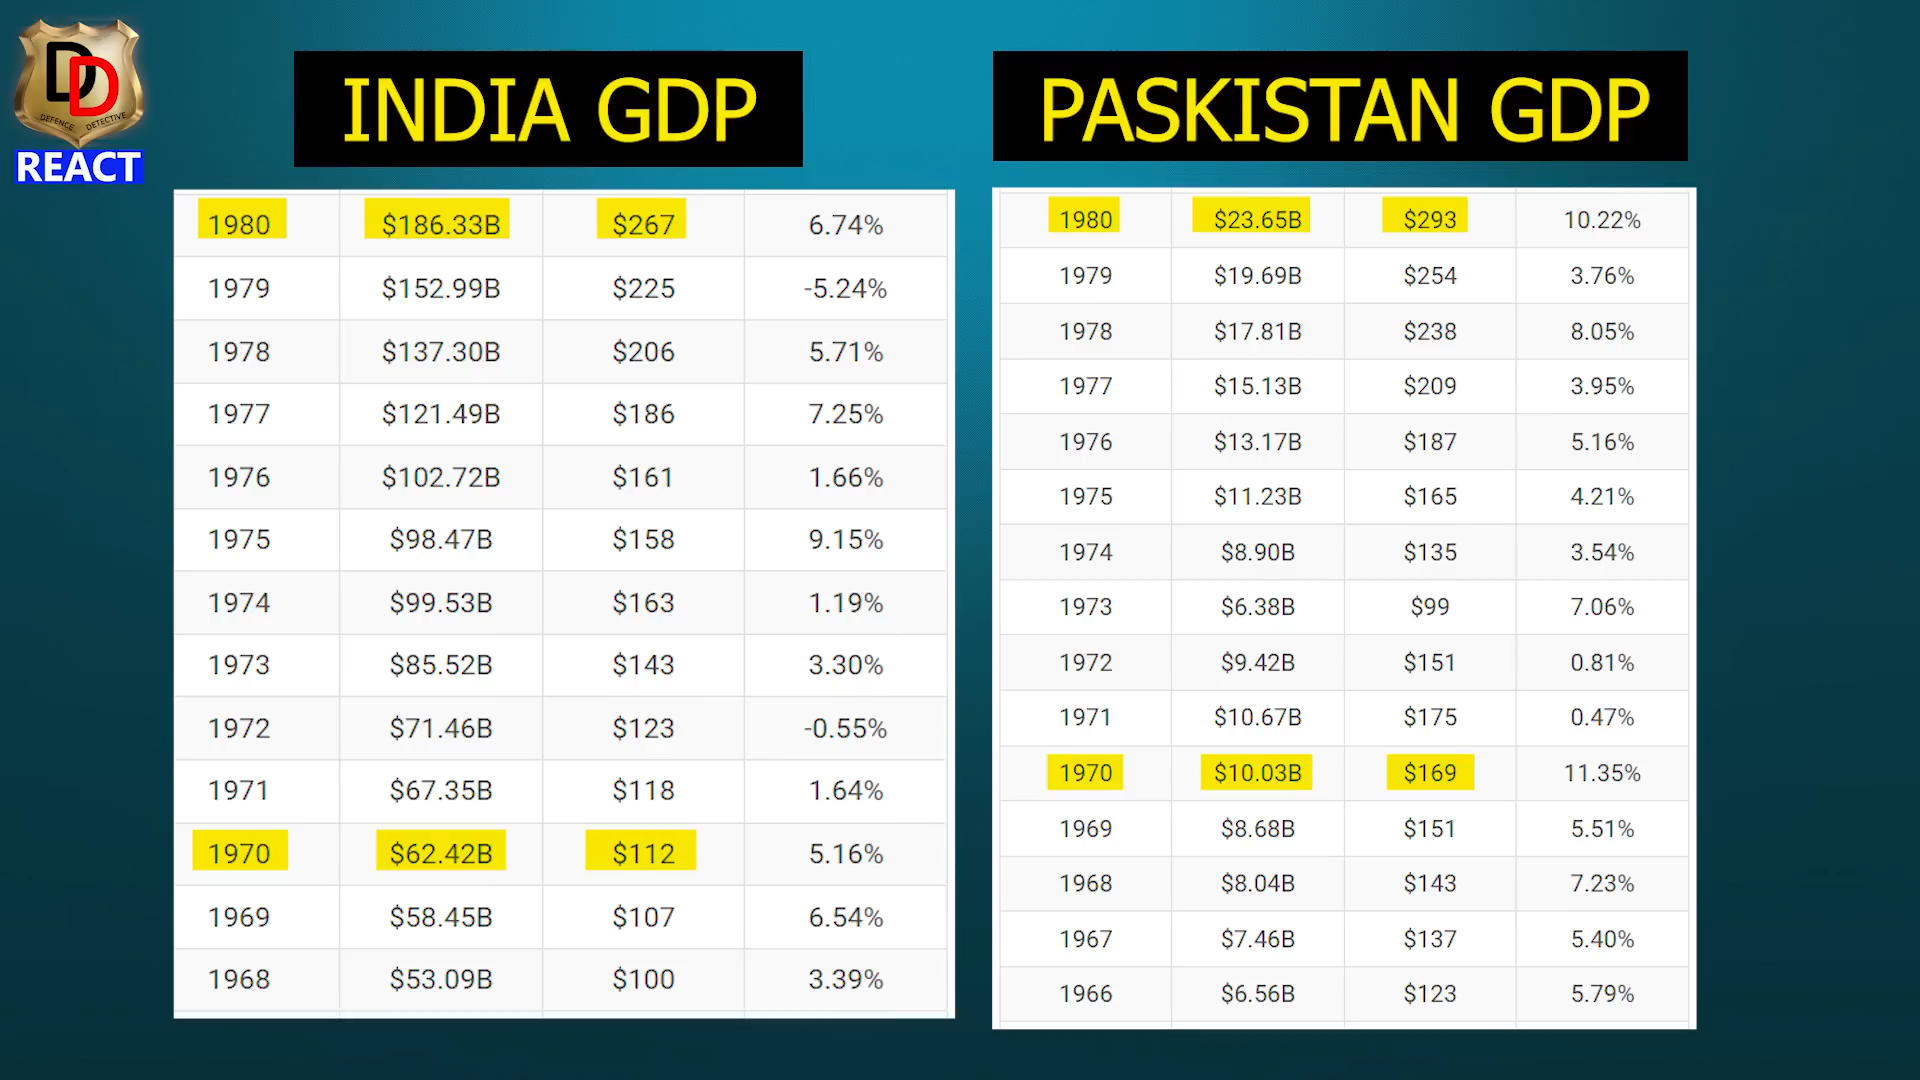 DD
DEFENCE DETECTIVE
REACT
INDIA GDP
1980 $186.33B $267 6.74%
1979 $152.99B $225 -5.24%
1978 $137.30B $206 5.71%
1977 $121.49B $186 7.25%
1976 $102.72B $161 1.66%
1975 $98.47B $158 9.15%
1974 $99.53B $163 1.19%
1973 $85.52B $143 3.30%
1972 $71.46B $123 -0.55%
1971 $67.35B $118 1.64%
1970 $62.42B $112 5.16%
1969 $58.45B $107 6.54%
1968 $53.09B $100 3.39%
PASKISTAN GDP
1980 $23.65B $293 10.22%
1979 $19.69B $254 3.76%
1978 $17.81B $238 8.05%
1977 $15.13B $209 3.95%
1976 $13.17B $187 5.16%
1975 $11.23B $165 4.21%
1974 $8.90B $135 3.54%
1973 $6.38B $99 7.06%
1972 $9.42B $151 0.81%
1971 $10.67B $175 0.47%
1970 $10.03B $169 11.35%
1969 $8.68B $151 5.51%
1968 $8.04B $143 7.23%
1967 $7.46B $137 5.40%
1966 $6.56B $123 5.79%